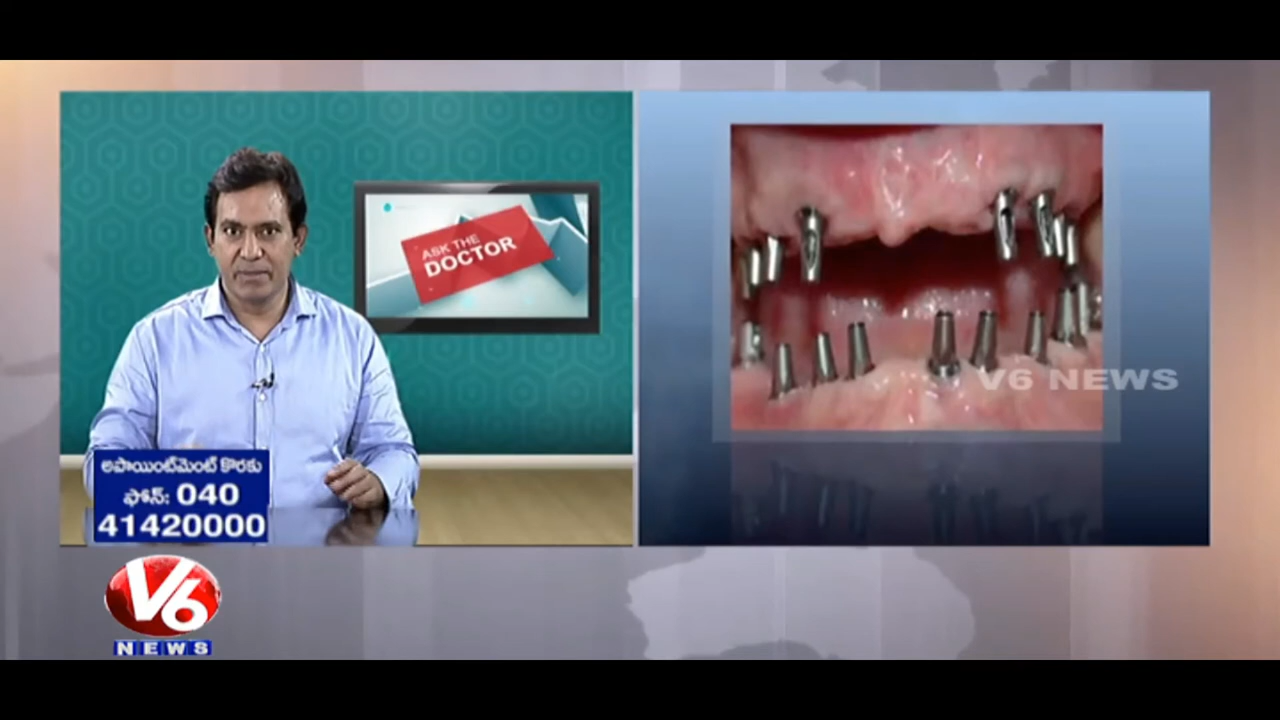 ASK THE
DOCTOR
V6 NEWS
అపాయింట్‌మెంట్ కొరకు
ఫోన్: 040
41420000
V6
NEWS